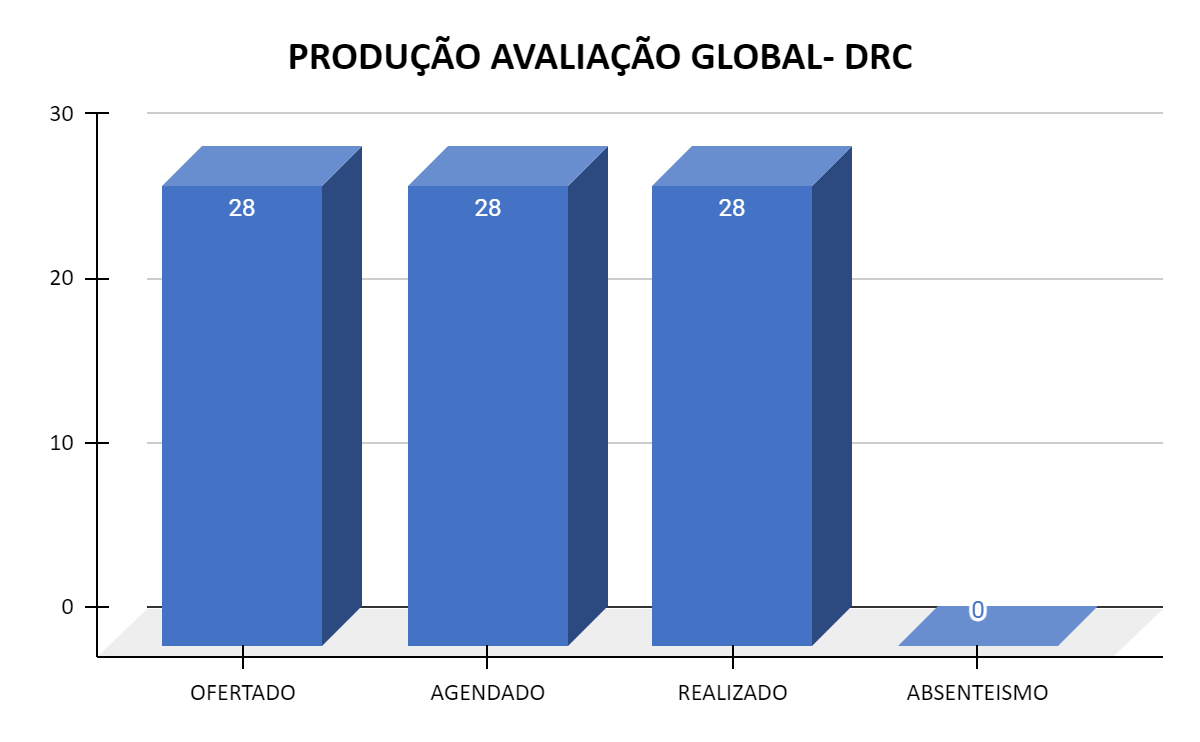 PRODUÇÃO AVALIAÇÃO GLOBAL- DRC
30
28 28 28
20
10
0
0
OFERTADO AGENDADO REALIZADO ABSENTEISMO